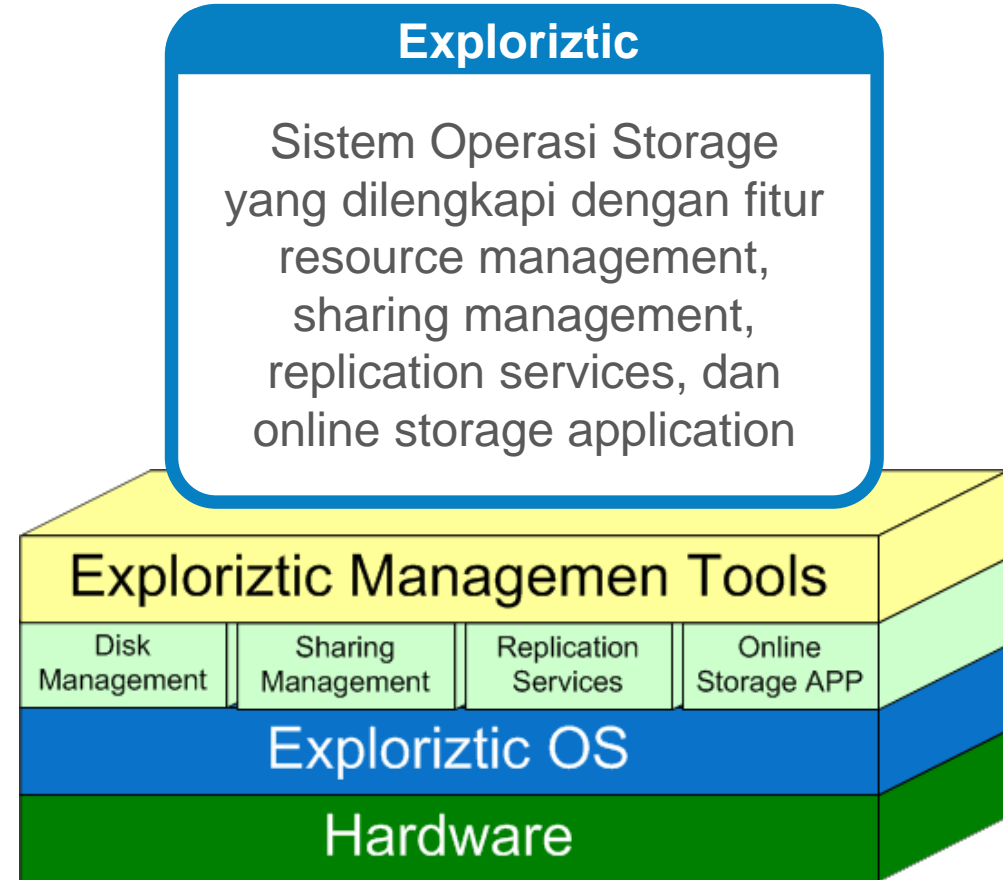 Exploriztic
Sistem Operasi Storage
yang dilengkapi dengan fitur
resource management,
sharing management,
replication services, dan
online storage application
Exploriztic Managemen Tools
Disk
Management
Sharing
Management
Replication
Services
Online
Storage APP
Exploriztic OS
Hardware